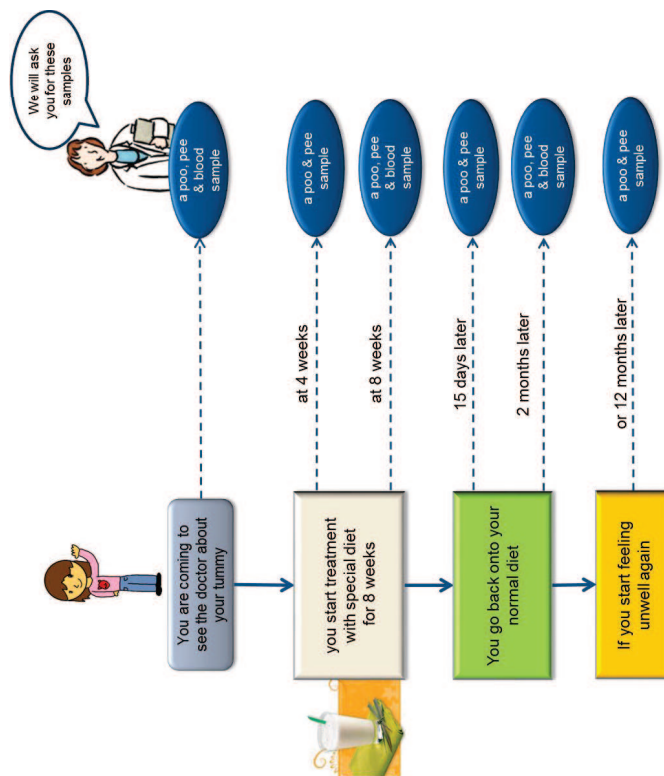 We will ask
you for these
samples
You are coming to
see the doctor about
your tummy
a poo, pee
& blood
sample
you start treatment
with special diet
for 8 weeks
at 4 weeks
a poo & pee
sample
at 8 weeks
a poo, pee
& blood
sample
You go back onto your
normal diet
15 days later
a poo & pee
sample
2 months later
a poo, pee
& blood
sample
If you start feeling
unwell again
or 12 months later
a poo & pee
sample